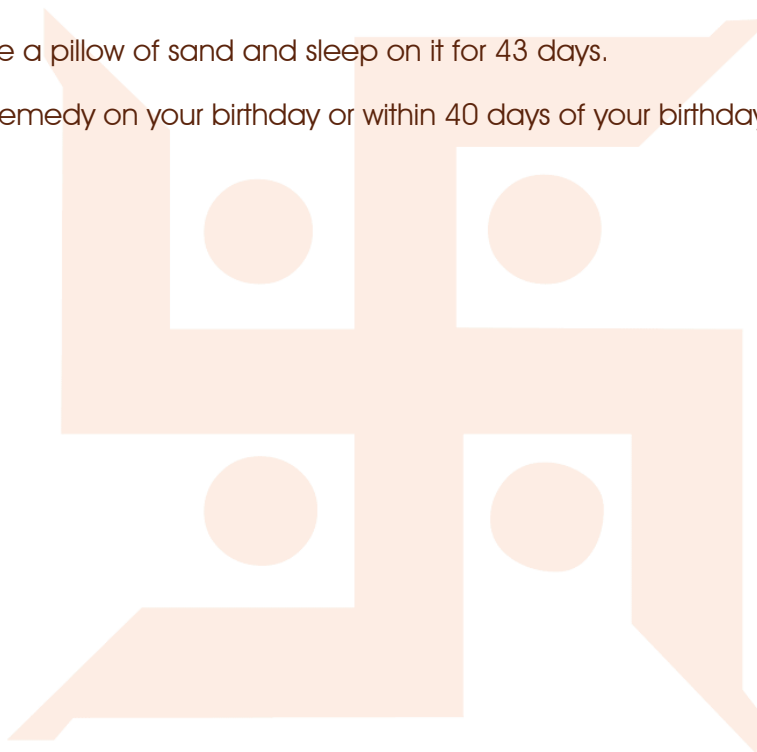 e a pillow of sand and sleep on it for 43 days.
emedy on your birthday or within 40 days of your birthday